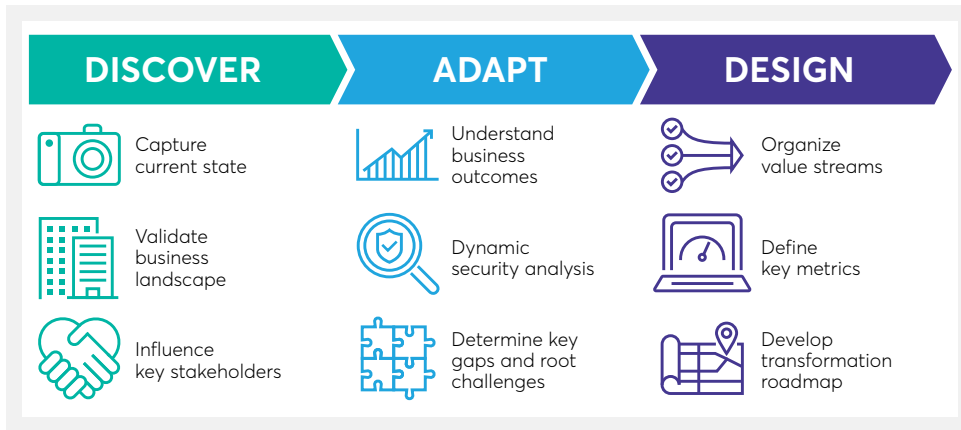 DISCOVER
ADAPT
DESIGN
Capture
current state
Understand
business
outcomes
Organize
value streams
Validate
business
landscape
Dynamic
security analysis
Define
key metrics
Influence
key stakeholders
Determine key
gaps and root
challenges
Develop
transformation
roadmap